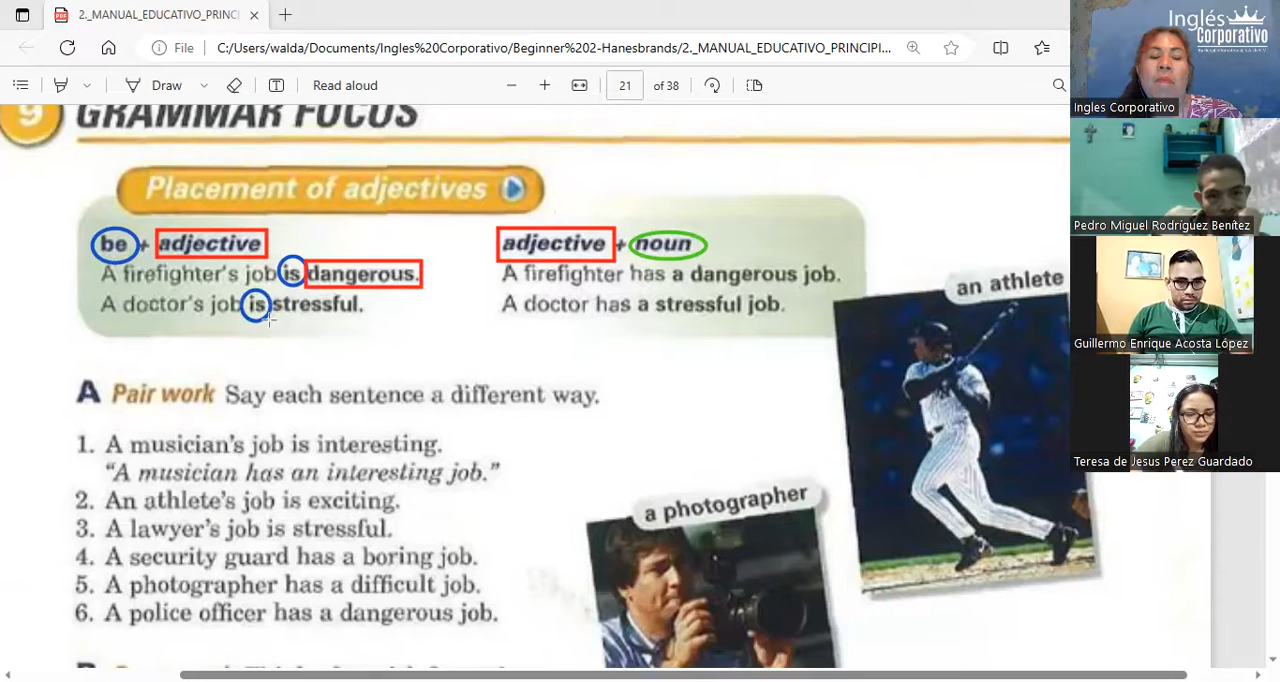 2._MANUAL_EDUCATIVO_PRINCI
File
C:/Users/walda/Documents/Ingles%20Corporativo/Beginner%202-Hanesbrands/2._MANUAL_EDUCATIVO_PRINCIPI...
Draw
Read aloud
21 of 38
9 GRAMMAR FOCUS
Placement of adjectives
be + adjective
A firefighter's job is dangerous.
A doctor's job is stressful.
adjective + noun
A firefighter has a dangerous job.
A doctor has a stressful job.
an athlete
A Pair work Say each sentence a different way.
1. A musician's job is interesting.
"A musician has an interesting job."
2. An athlete's job is exciting.
3. A lawyer's job is stressful.
4. A security guard has a boring job.
5. A photographer has a difficult job.
6. A police officer has a dangerous job.
a photographer
Inglés
Corporativo
Ingles Corporativo
Pedro Miguel Rodríguez Benítez
Guillermo Enrique Acosta López
Teresa de Jesus Perez Guardado